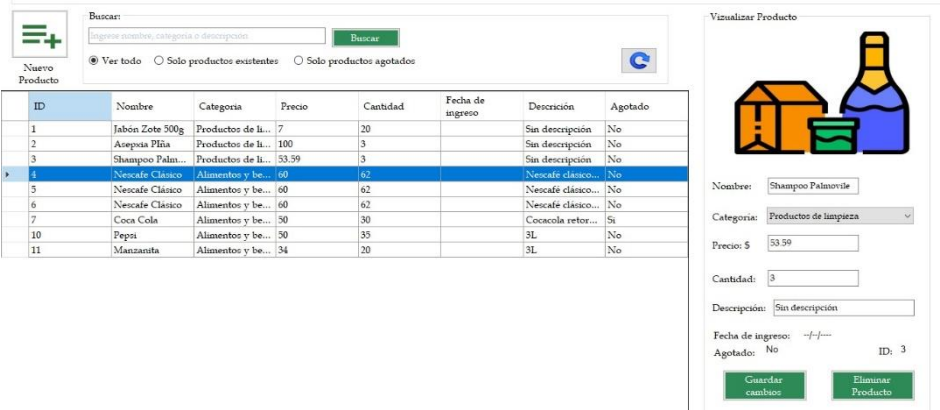 Buscar:
Ingrese nombre, categoria o descripción
Buscar
Ver todo
Solo productos existentes
Solo productos agotados
Nuevo
Producto
ID Nombre Categoria Precio Cantidad Fecha de ingreso Descrición Agotado
1 Jabón Zote 500g Productos de li... 7 20 Sin descripción No
2 Asepxia PIña Productos de li... 100 3 Sin descripción No
3 Shampoo Palm... Productos de li... 53.59 3 Sin descripción No
4 Nescafe Clásico Alimentos y be... 60 62 Nescafé clásico... No
5 Nescafe Clásico Alimentos y be... 60 62 Nescafé clásico... No
6 Nescafe Clásico Alimentos y be... 60 62 Nescafé clásico... No
7 Coca Cola Alimentos y be... 50 30 Cocacola retor... Si
10 Pepsi Alimentos y be... 50 35 3L No
11 Manzanita Alimentos y be... 34 20 3L No
Vizualizar Producto
Nombre: Shampoo Palmovile
Categoria: Productos de limpieza
Precio: $ 53.59
Cantidad: 3
Descripción: Sin descripción
Fecha de ingreso: --/--/----
Agotado: No ID: 3
Guardar
cambios
Eliminar
Producto